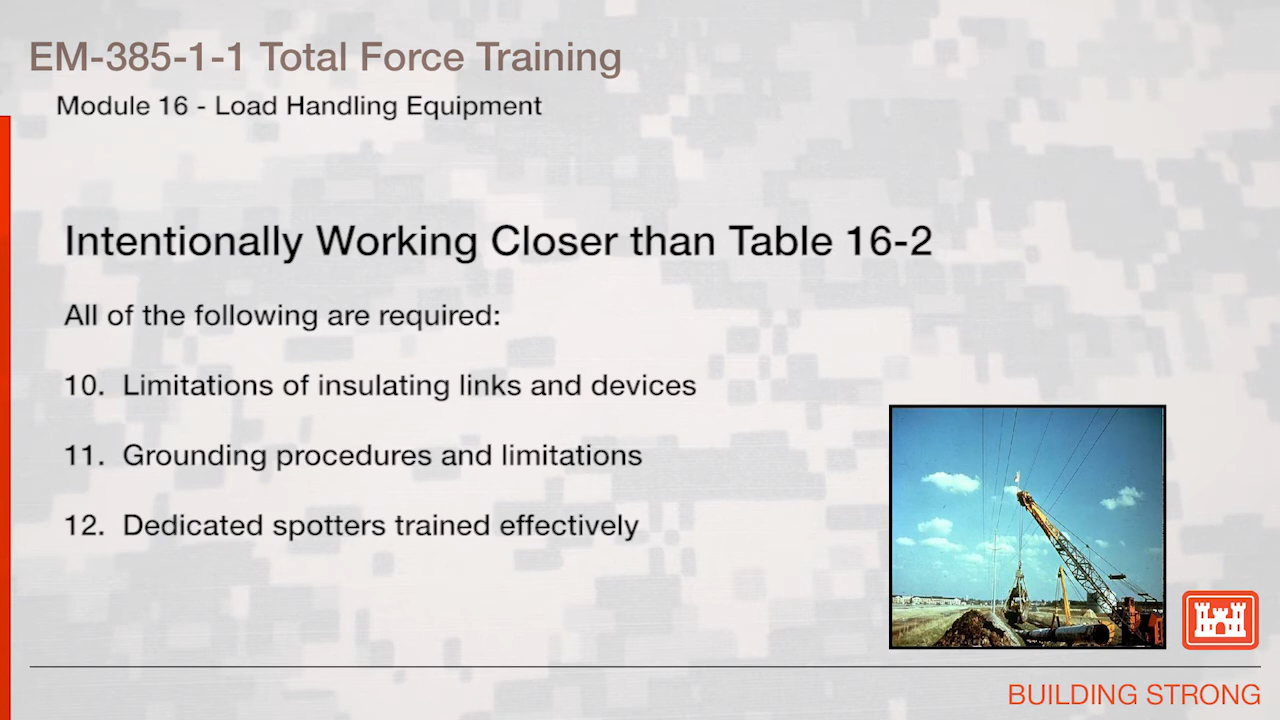 EM-385-1-1 Total Force Training
Module 16 - Load Handling Equipment
Intentionally Working Closer than Table 16-2
All of the following are required:
10. Limitations of insulating links and devices
11. Grounding procedures and limitations
12. Dedicated spotters trained effectively
BUILDING STRONG